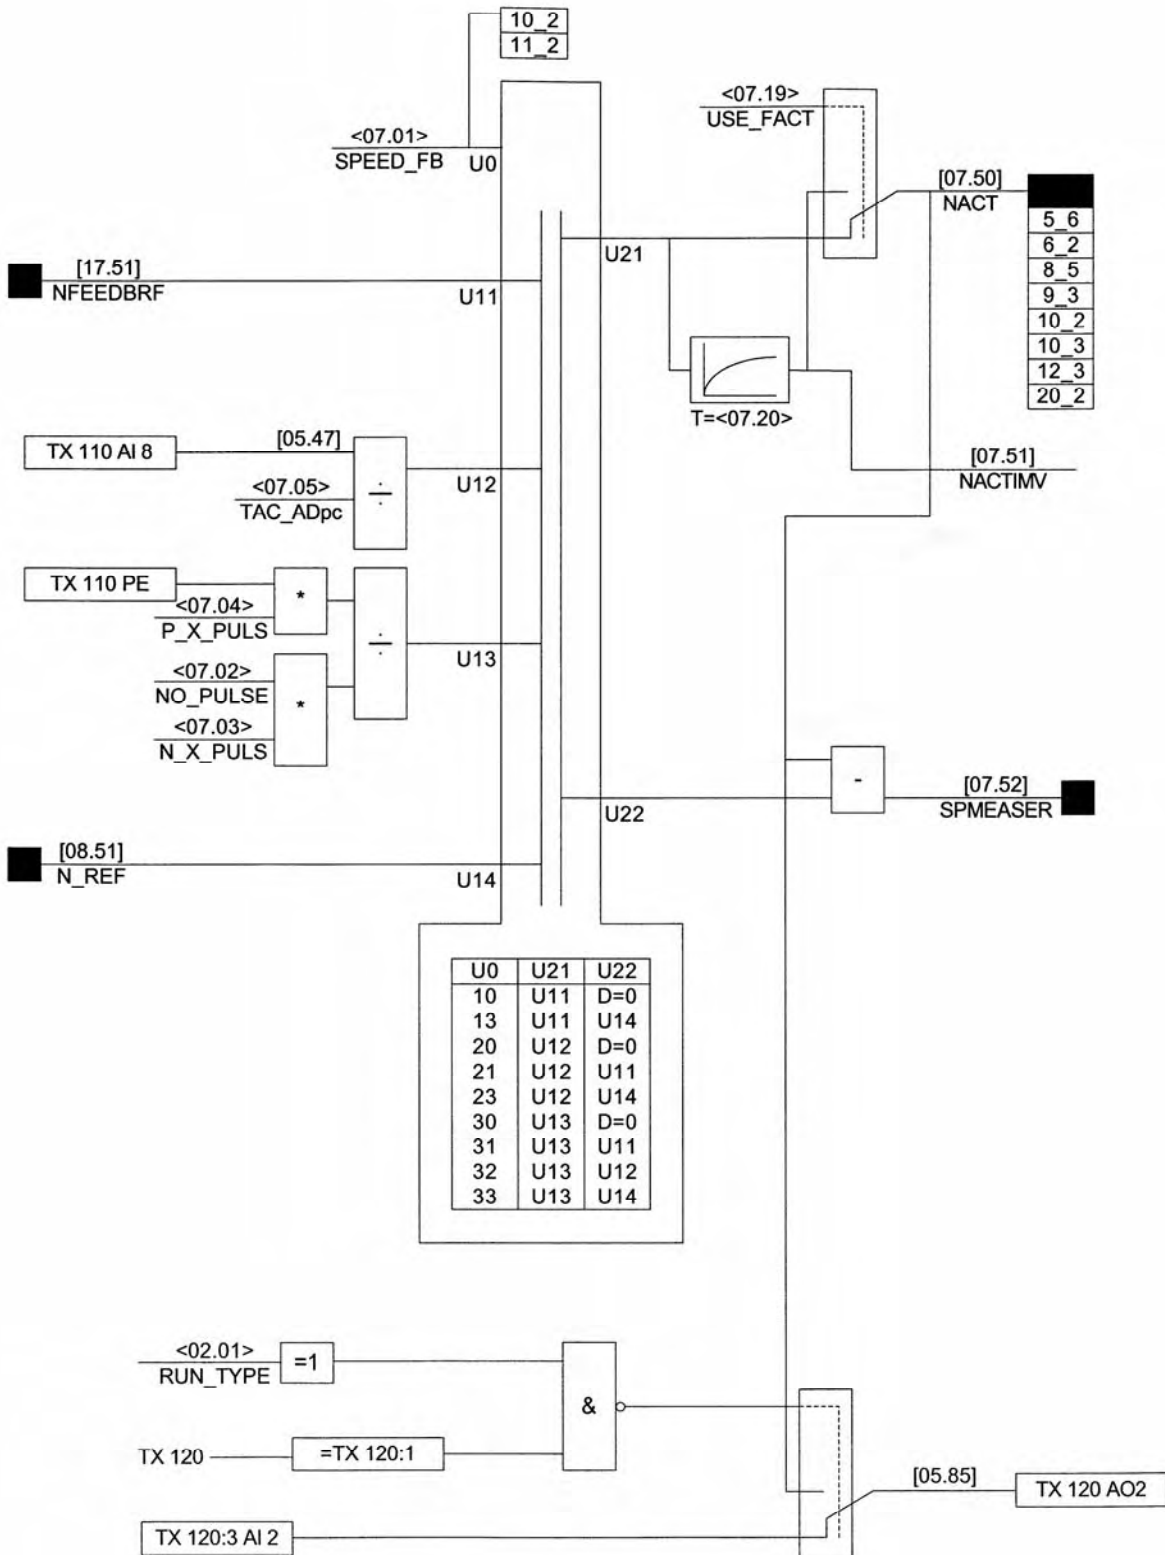 10_2
11_2
<07.01>
SPEED_FB
U0
<07.19>
USE_FACT
[07.50]
NACT
5_6
6_2
8_5
9_3
10_2
10_3
12_3
20_2
U21
[17.51]
NFEEDBRF
U11
T=<07.20>
[07.51]
NACTIMV
TX 110 AI 8
[05.47]
<07.05>
TAC_ADpc
÷
U12
TX 110 PE
<07.04>
P_X_PULS
*
÷
U13
<07.02>
NO_PULSE
<07.03>
N_X_PULS
*
-
[07.52]
SPMEASER
U22
[08.51]
N_REF
U14
U0 U21 U22
10 U11 D=0
13 U11 U14
20 U12 D=0
21 U12 U11
23 U12 U14
30 U13 D=0
31 U13 U11
32 U13 U12
33 U13 U14
<02.01>
RUN_TYPE
=1
&
TX 120
=TX 120:1
[05.85]
TX 120 AO2
TX 120:3 AI 2